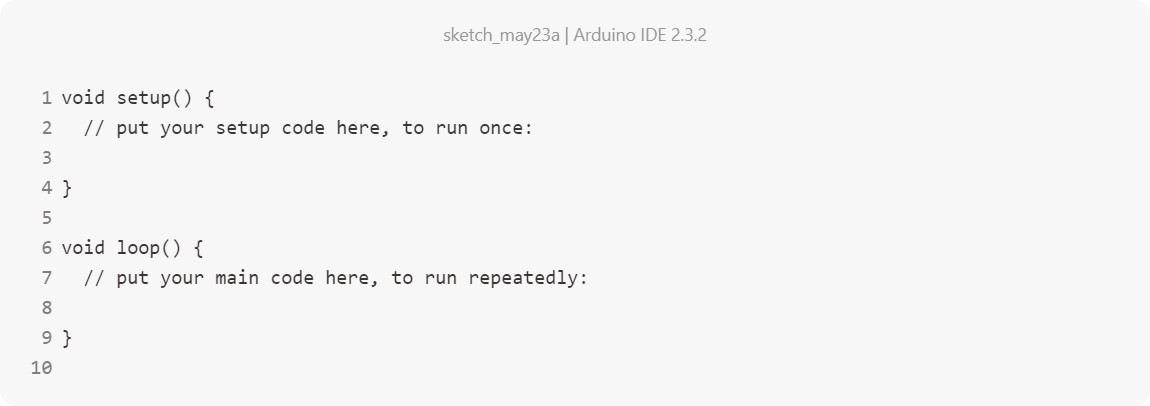 sketch_may23a | Arduino IDE 2.3.2
1 void setup() {
2   // put your setup code here, to run once:
3
4 }
5
6 void loop() {
7   // put your main code here, to run repeatedly:
8
9 }
10